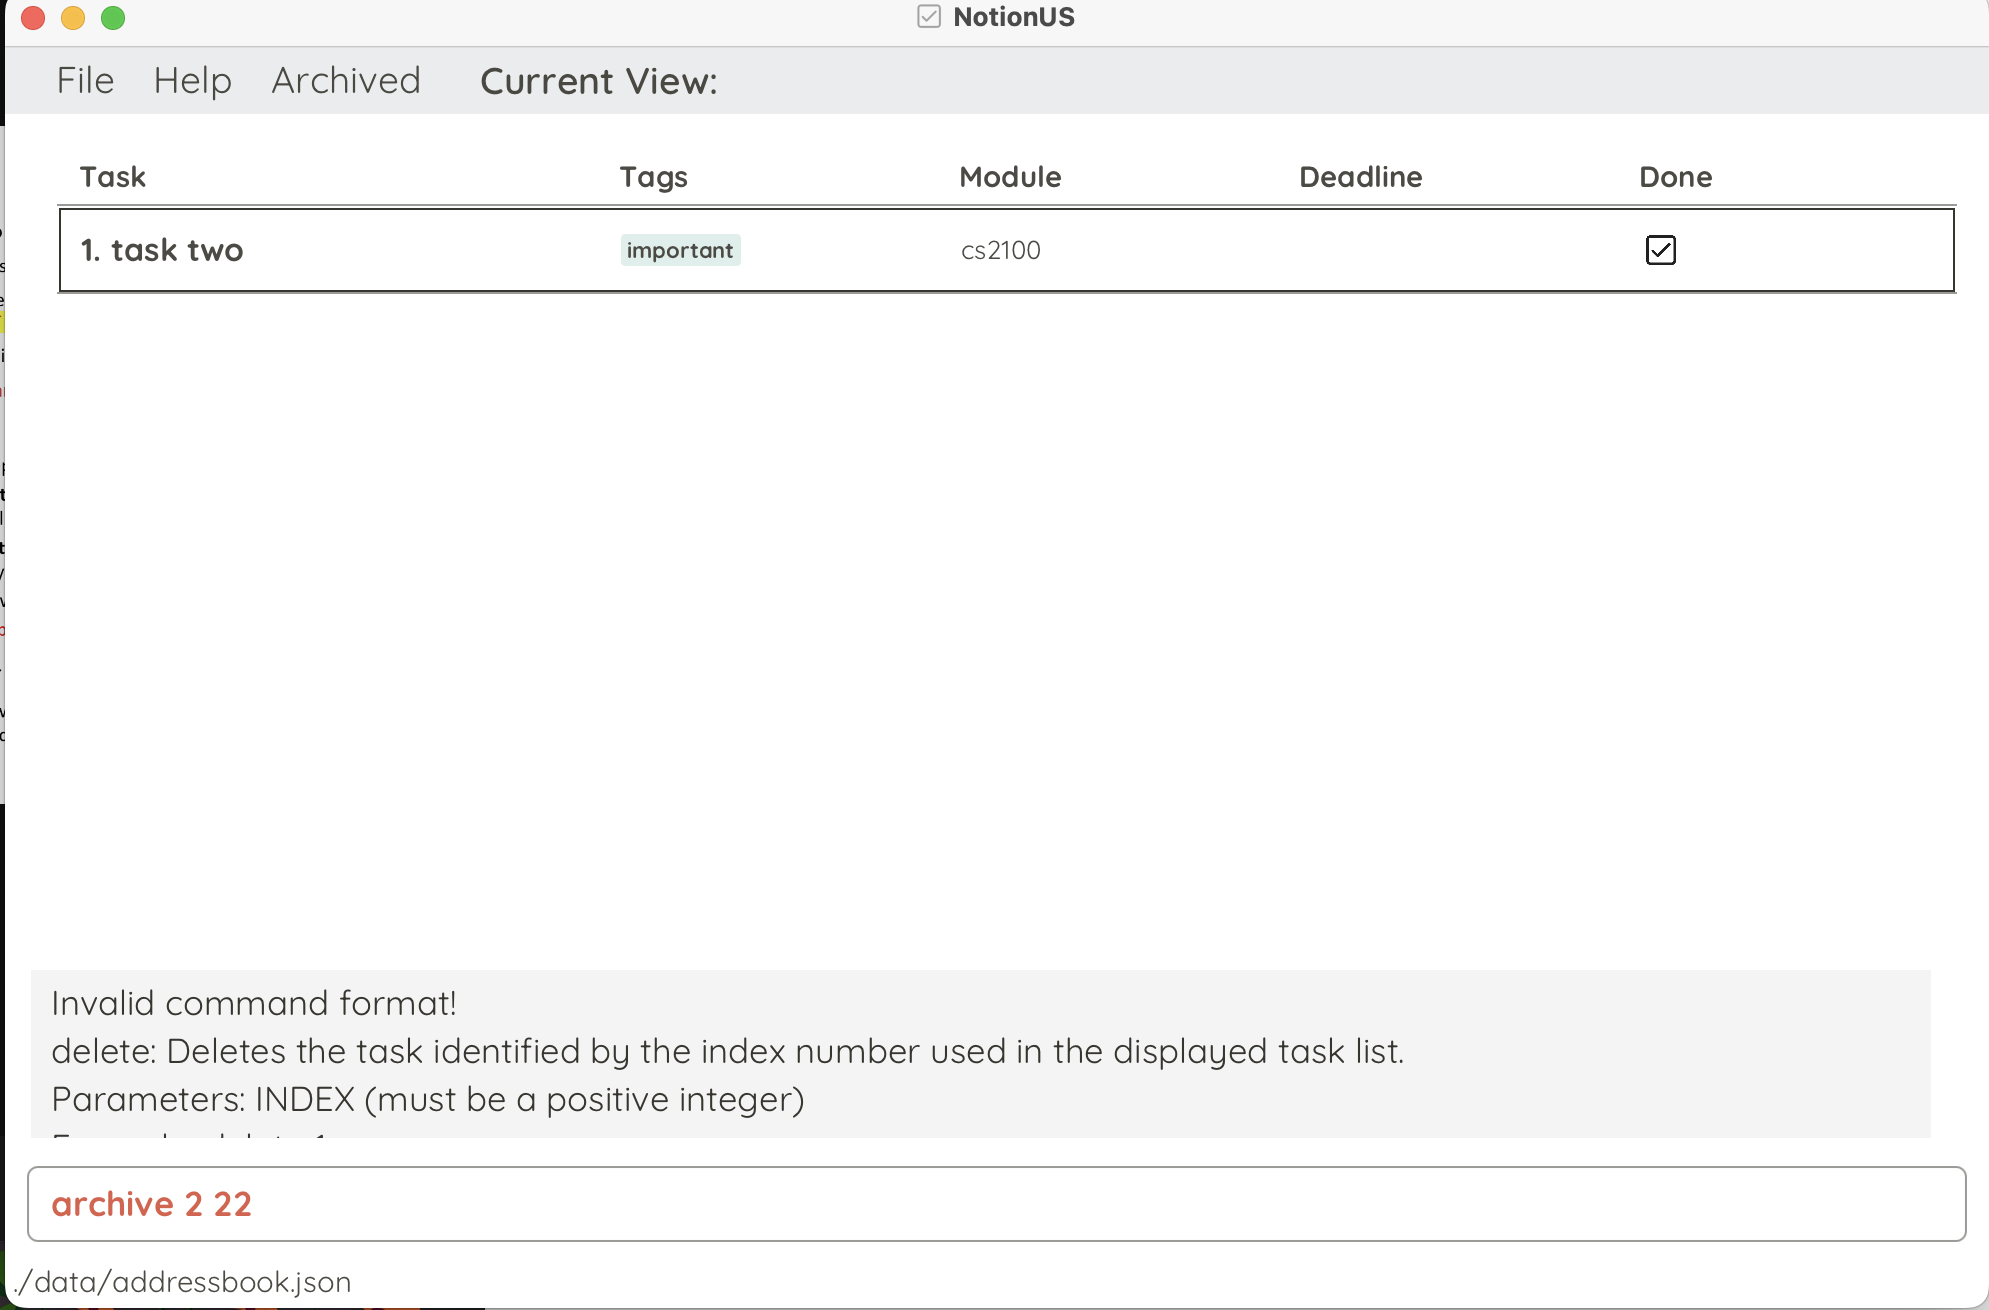 NotionUS
File Help Archived Current View:
Task Tags Module Deadline Done
1. task two important cs2100
Invalid command format!
delete: Deletes the task identified by the index number used in the displayed task list.
Parameters: INDEX (must be a positive integer)
archive 2 22
./data/addressbook.json